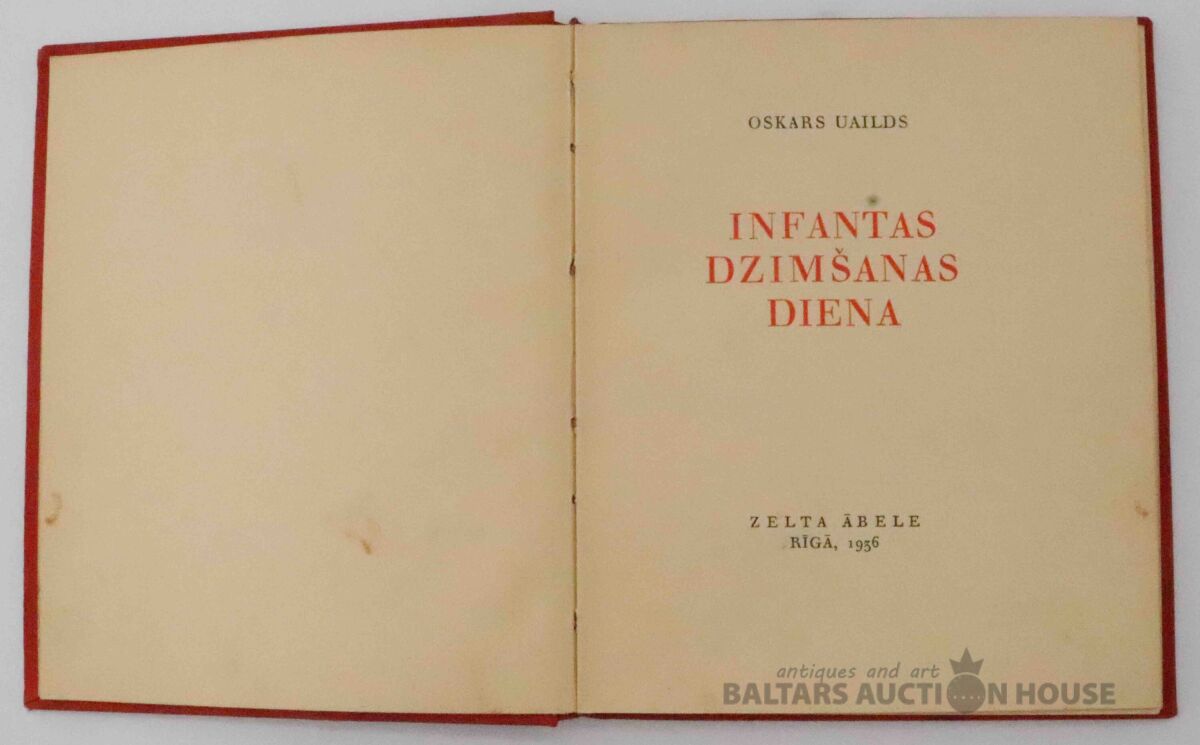 OSKARS UAILDS
INFANTAS
DZIMŠANAS
DIENA
ZELTA ĀBELE
RĪGĀ, 1936
antiques and art
BALTARS AUCTION HOUSE